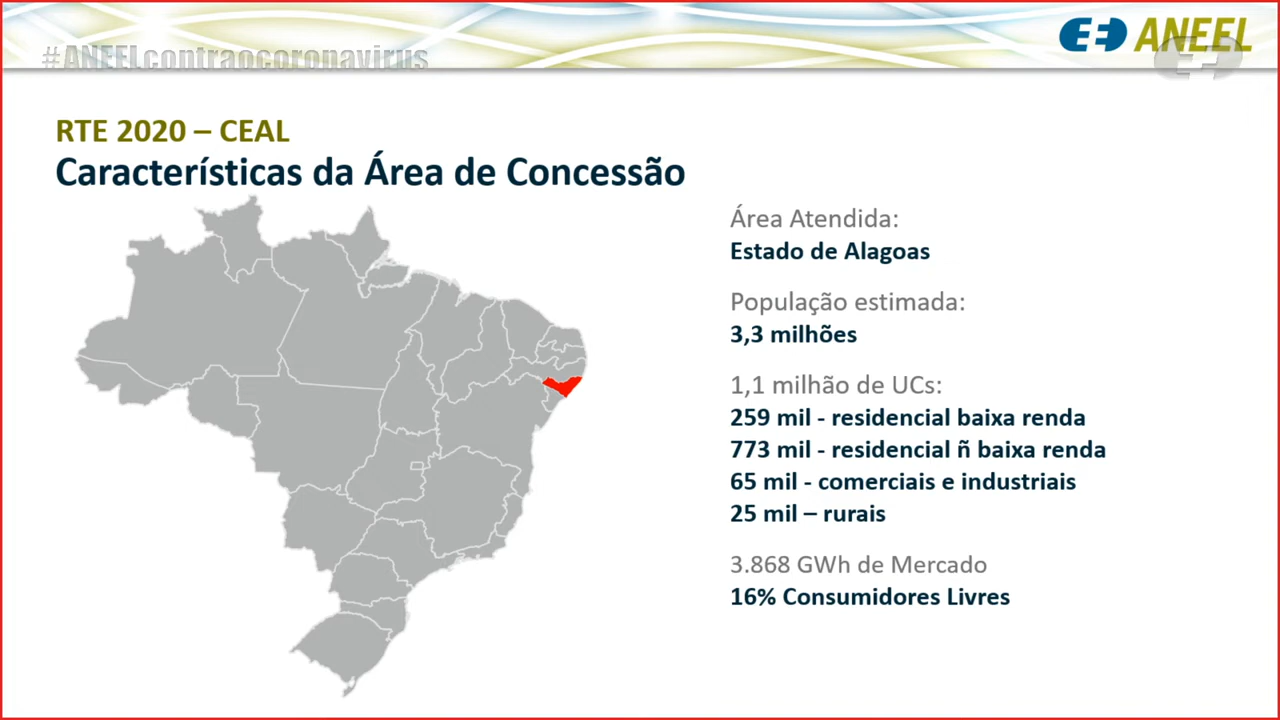 #ANEELcontraocoronavirus
ANEEL
RTE 2020 – CEAL
Características da Área de Concessão
Área Atendida:
Estado de Alagoas
População estimada:
3,3 milhões
1,1 milhão de UCs:
259 mil - residencial baixa renda
773 mil - residencial ñ baixa renda
65 mil - comerciais e industriais
25 mil – rurais
3.868 GWh de Mercado
16% Consumidores Livres